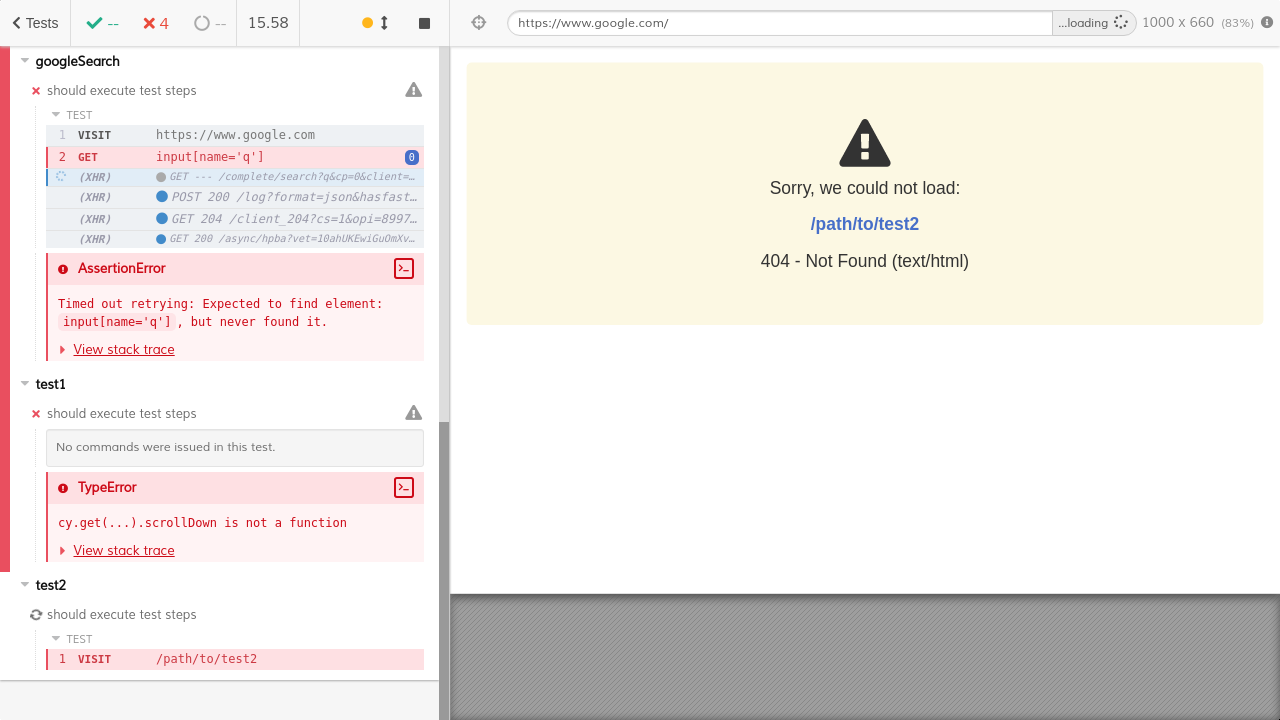 Tests
--
4
--
15.58
https://www.google.com/
...loading
1000 x 660 (83%)
googleSearch
should execute test steps
TEST
1 VISIT https://www.google.com
2 GET input[name='q'] 0
(XHR) GET --- /complete/search?q&cp=0&client=…
(XHR) POST 200 /log?format=json&hasfast…
(XHR) GET 204 /client_204?cs=1&opi=8997…
(XHR) GET 200 /async/hpba?vet=10ahUKEwiGuOmXv…
AssertionError
Timed out retrying: Expected to find element:
input[name='q'], but never found it.
View stack trace
test1
should execute test steps
No commands were issued in this test.
TypeError
cy.get(...).scrollDown is not a function
View stack trace
test2
should execute test steps
TEST
1 VISIT /path/to/test2
Sorry, we could not load:
/path/to/test2
404 - Not Found (text/html)